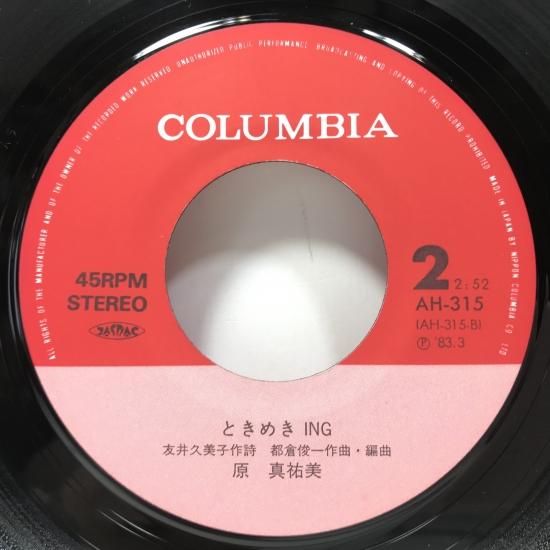 ALL RIGHTS OF THE MANUFACTURER AND OF THE OWNER OF THE RECORDED WORK RESERVED. UNAUTHORIZED PUBLIC PERFORMANCE BROADCASTING AND COPYING OF THIS RECORD PROHIBITED MADE IN JAPAN BY NIPPON COLUMBIA CO LTD
COLUMBIA
45RPM
STEREO
JASRAC
2 2:52
AH-315
(AH-315-B)
Ⓟ '83.3
ときめき ING
友井久美子作詩 都倉俊一作曲・編曲
原 真祐美